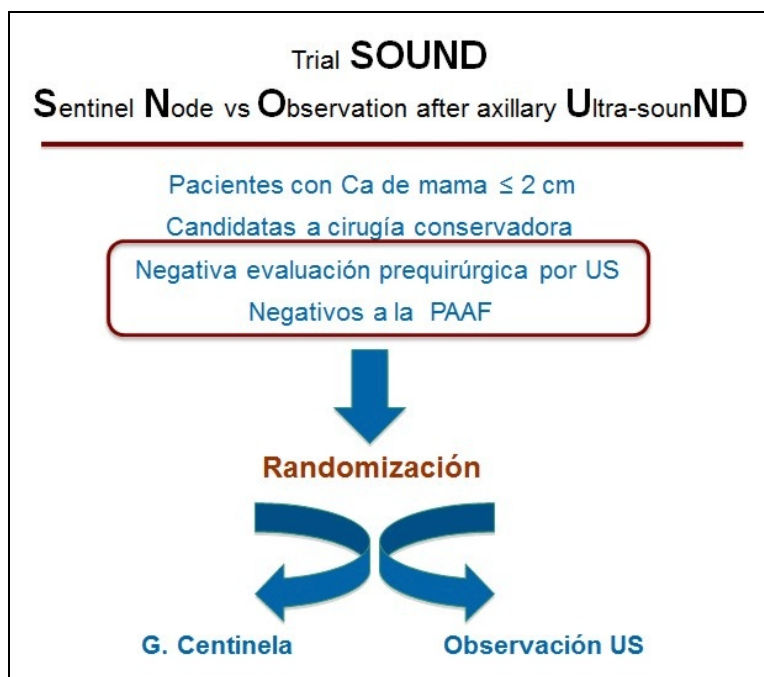 Trial SOUND
Sentinel Node vs Observation after axillary Ultra-sounND
Pacientes con Ca de mama ≤ 2 cm
Candidatas a cirugía conservadora
Negativa evaluación prequirúrgica por US
Negativos a la PAAF
Randomización
G. Centinela
Observación US